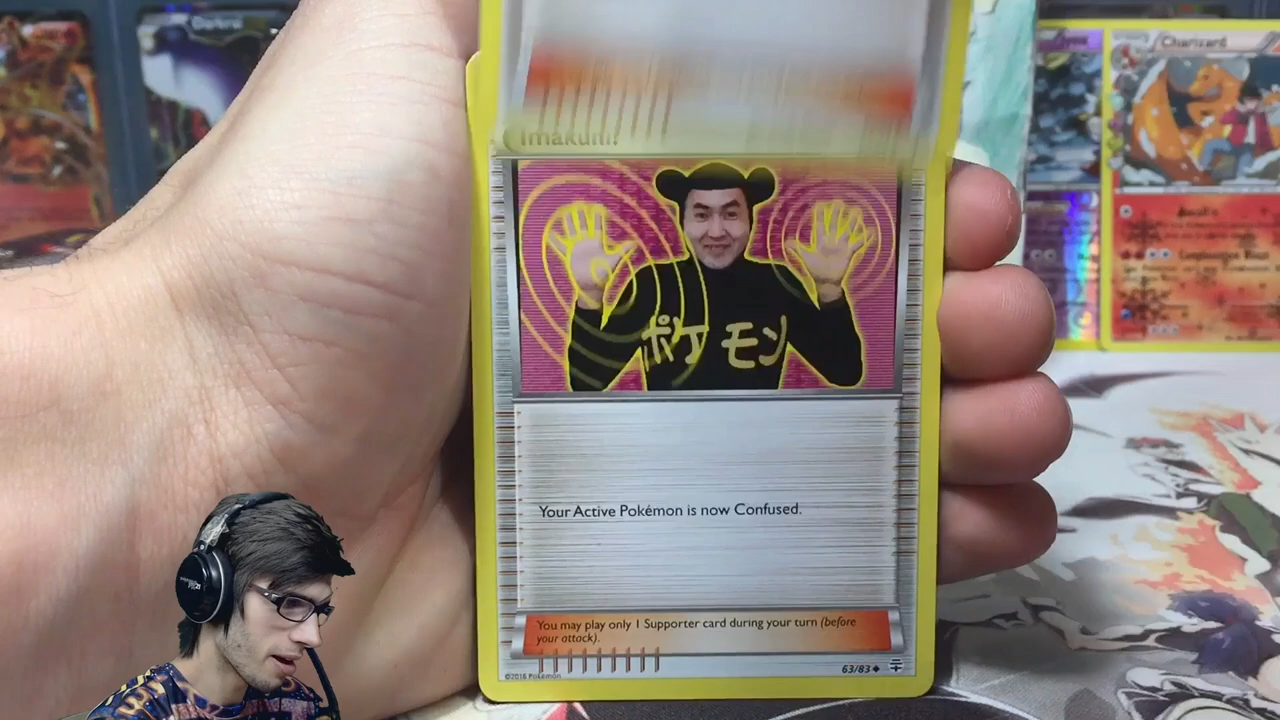 Charizard
Imakuni?
ポケモン
Your Active Pokémon is now Confused.
You may play only 1 Supporter card during your turn (before
your attack).
63/83
©2016 Pokémon